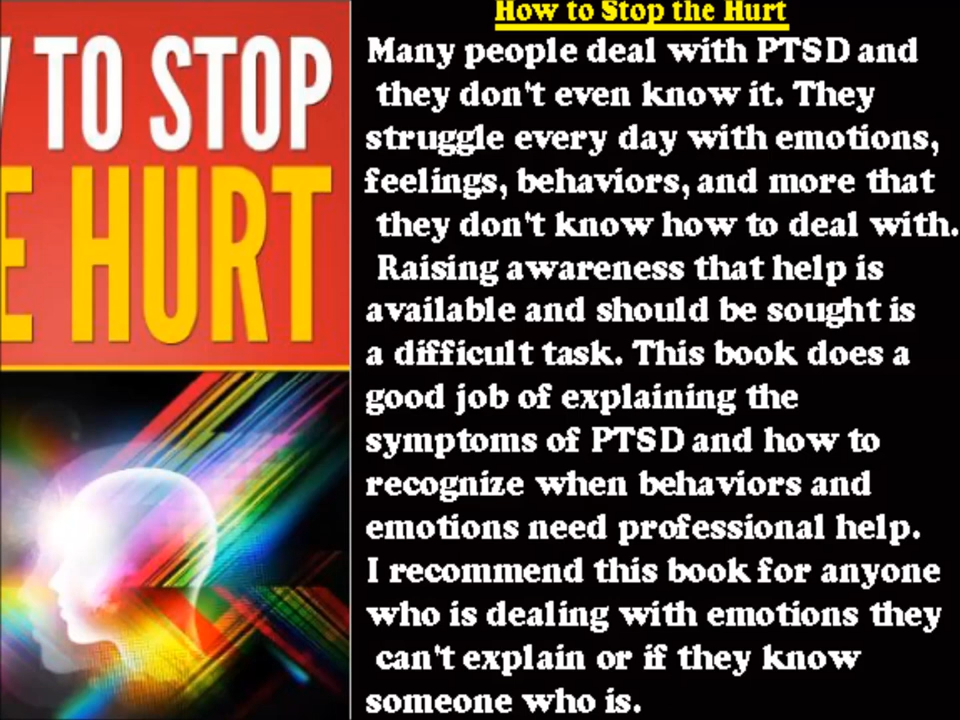 TO STOP
E HURT
How to Stop the Hurt
Many people deal with PTSD and
they don't even know it. They
struggle every day with emotions,
feelings, behaviors, and more that
they don't know how to deal with.
Raising awareness that help is
available and should be sought is
a difficult task. This book does a
good job of explaining the
symptoms of PTSD and how to
recognize when behaviors and
emotions need professional help.
I recommend this book for anyone
who is dealing with emotions they
can't explain or if they know
someone who is.